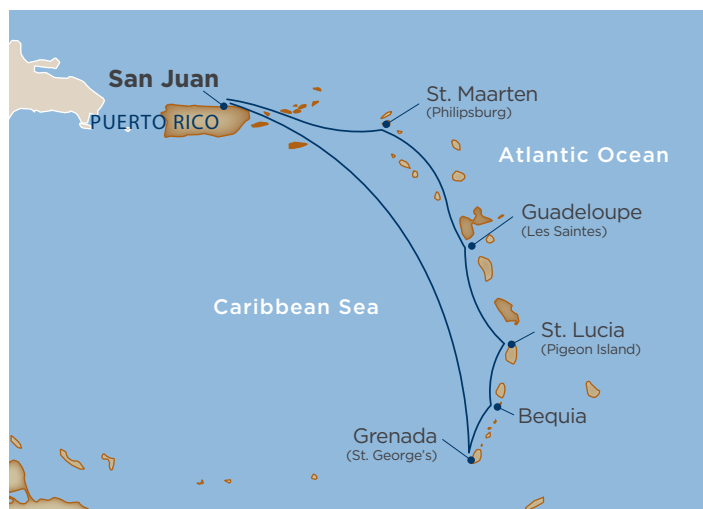 San Juan
PUERTO RICO
St. Maarten
(Philipsburg)
Atlantic Ocean
Guadeloupe
(Les Saintes)
Caribbean Sea
St. Lucia
(Pigeon Island)
Bequia
Grenada
(St. George's)